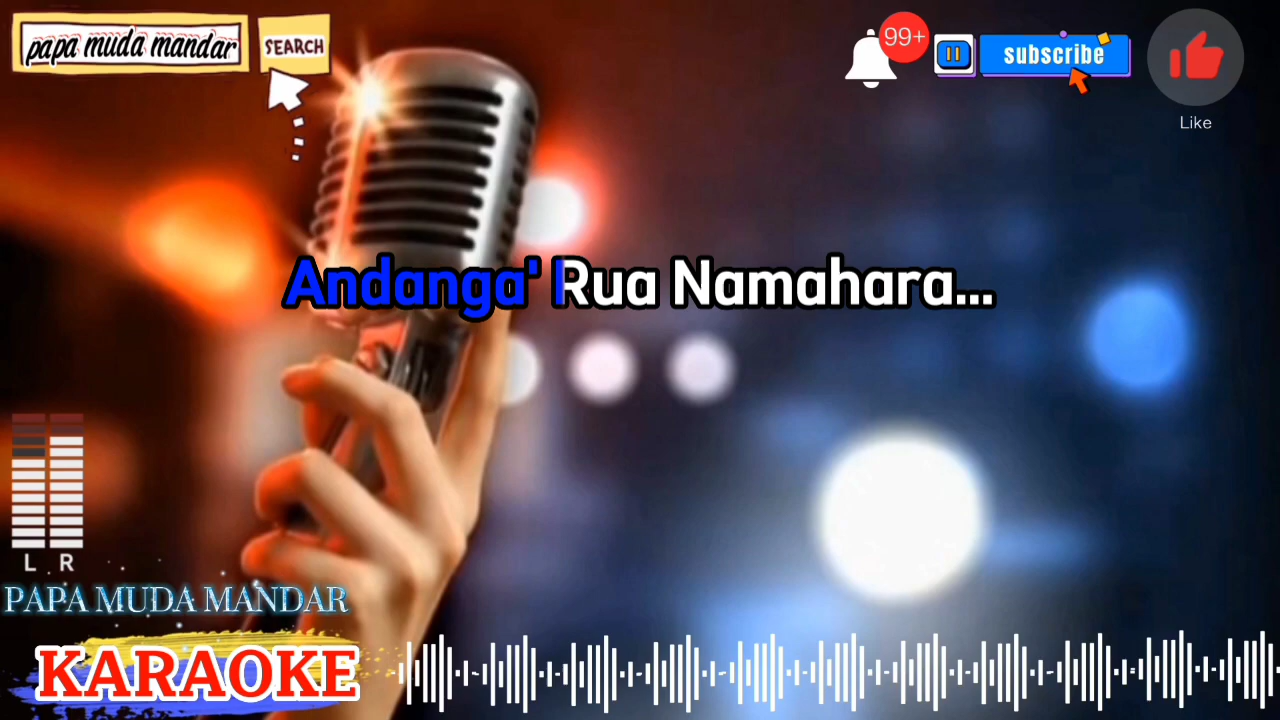 papa muda mandar
SEARCH
99+
subscribe
Like
Andanga' Rua Namahara...
L R
PAPA MUDA MANDAR
KARAOKE